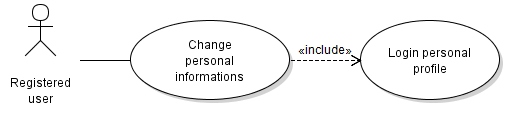 Registered
user
Change
personal
informations
«include»
Login personal
profile